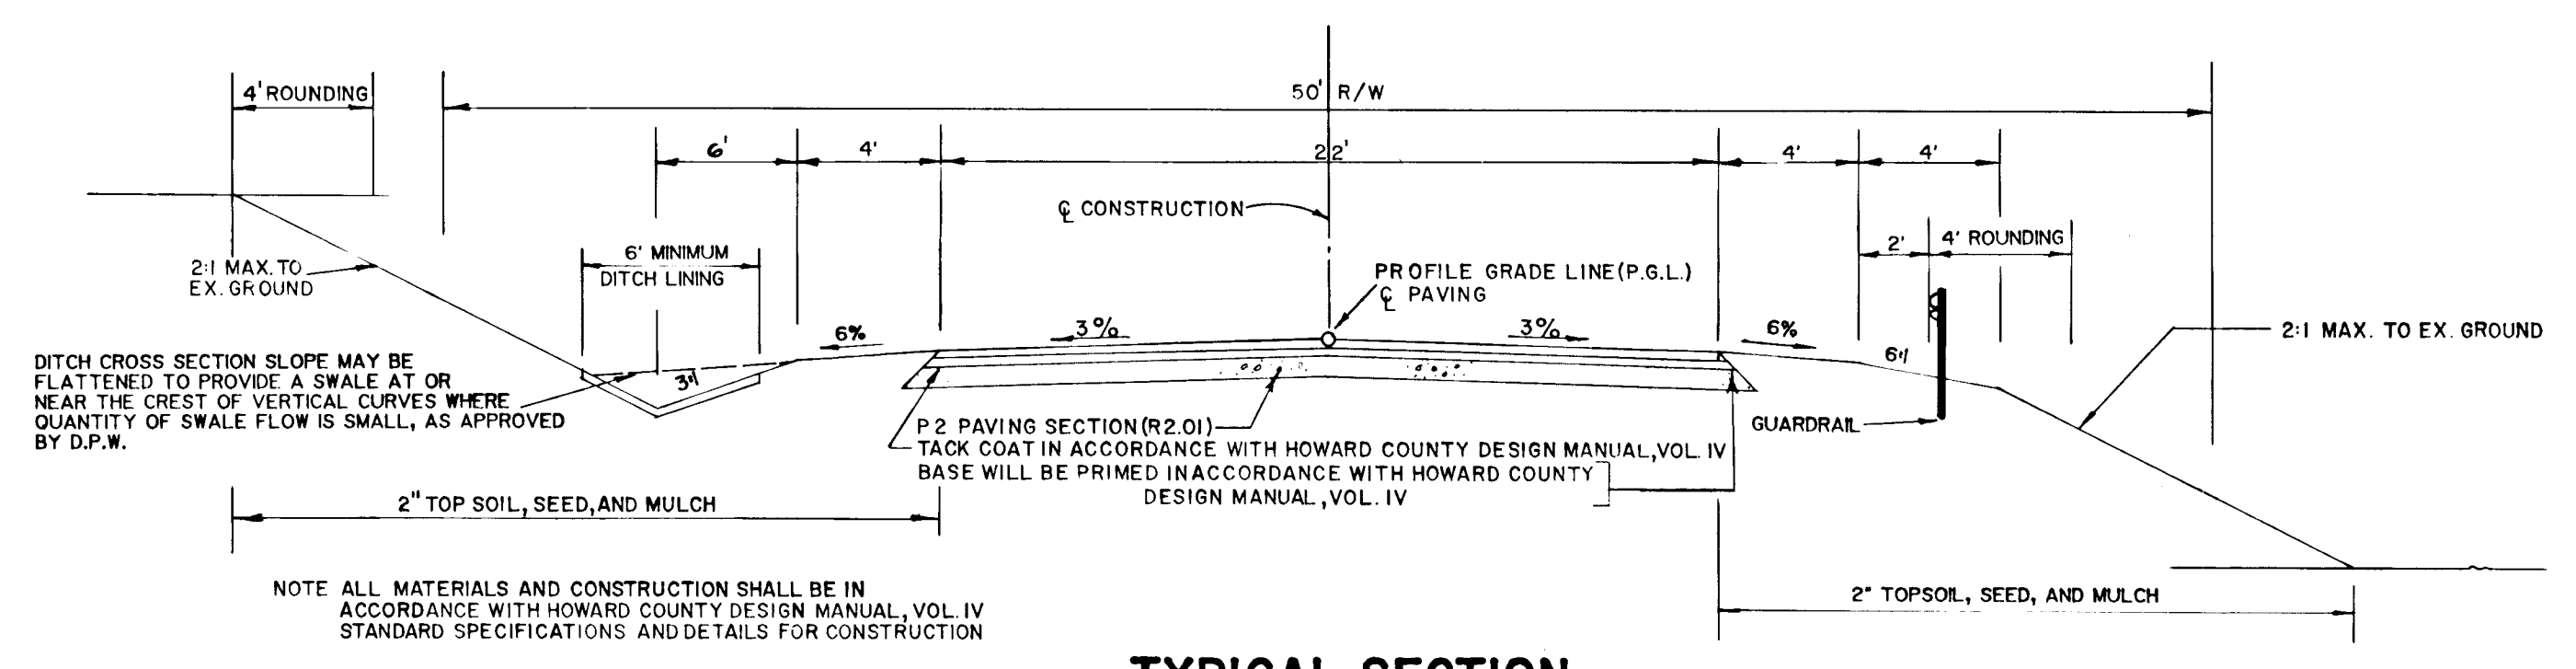 4' ROUNDING
50' R/W
6'
4'
22'
4'
4'
℄ CONSTRUCTION
2'
4' ROUNDING
6' MINIMUM
DITCH LINING
2:1 MAX. TO
EX. GROUND
PROFILE GRADE LINE (P.G.L.)
℄ PAVING
6%
3%
3%
6%
6:1
2:1 MAX. TO EX. GROUND
3:1
DITCH CROSS SECTION SLOPE MAY BE
FLATTENED TO PROVIDE A SWALE AT OR
NEAR THE CREST OF VERTICAL CURVES WHERE
QUANTITY OF SWALE FLOW IS SMALL, AS APPROVED
BY D.P.W.
GUARDRAIL
P2 PAVING SECTION (R2.01)
TACK COAT IN ACCORDANCE WITH HOWARD COUNTY DESIGN MANUAL, VOL. IV
BASE WILL BE PRIMED IN ACCORDANCE WITH HOWARD COUNTY
DESIGN MANUAL, VOL. IV
2" TOP SOIL, SEED, AND MULCH
2" TOPSOIL, SEED, AND MULCH
NOTE ALL MATERIALS AND CONSTRUCTION SHALL BE IN
ACCORDANCE WITH HOWARD COUNTY DESIGN MANUAL, VOL. IV
STANDARD SPECIFICATIONS AND DETAILS FOR CONSTRUCTION
TYPICAL SECTION